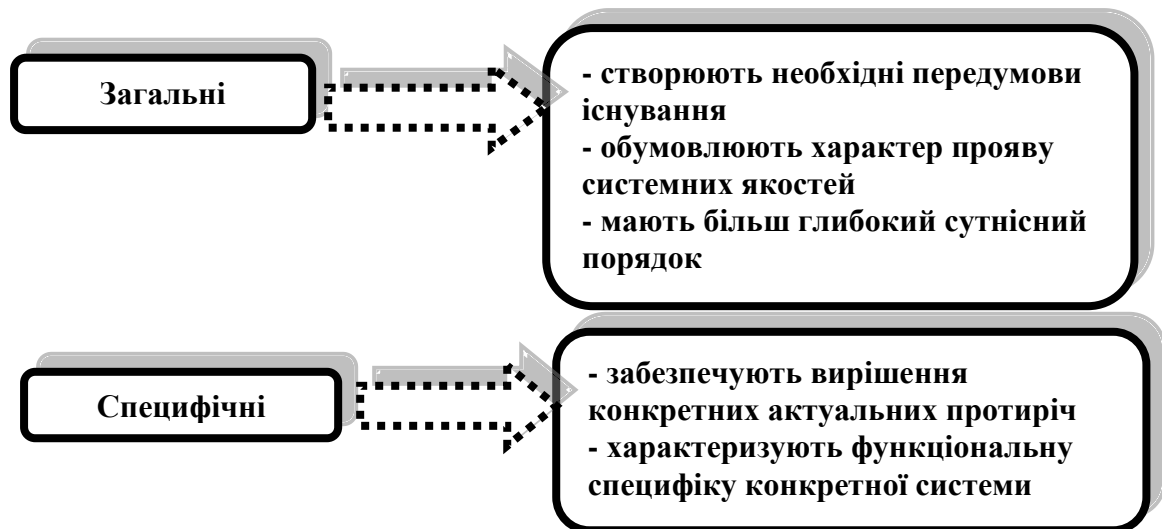 Загальні
- створюють необхідні передумови
існування
- обумовлюють характер прояву
системних якостей
- мають більш глибокий сутнісний
порядок
Специфічні
- забезпечують вирішення
конкретних актуальних протиріч
- характеризують функціональну
специфіку конкретної системи